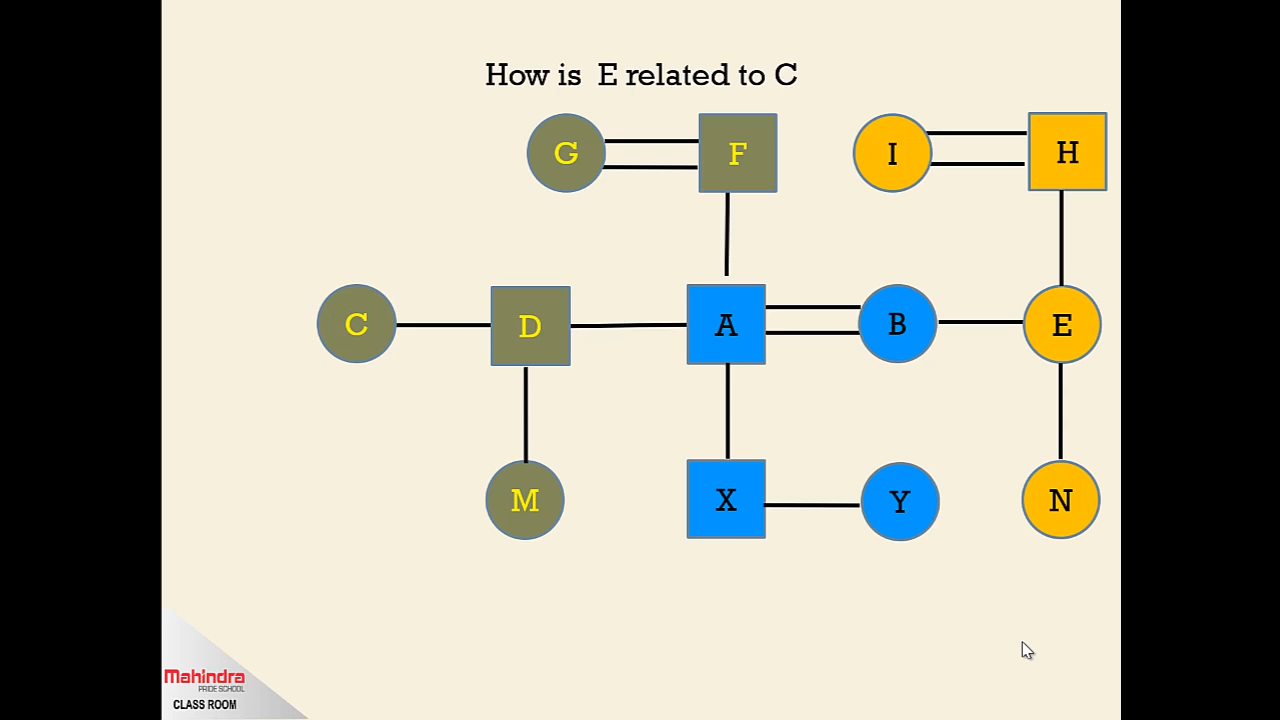 How is E related to C
G F I H
C D A B E
M X Y N
Mahindra
PRIDE SCHOOL
CLASS ROOM